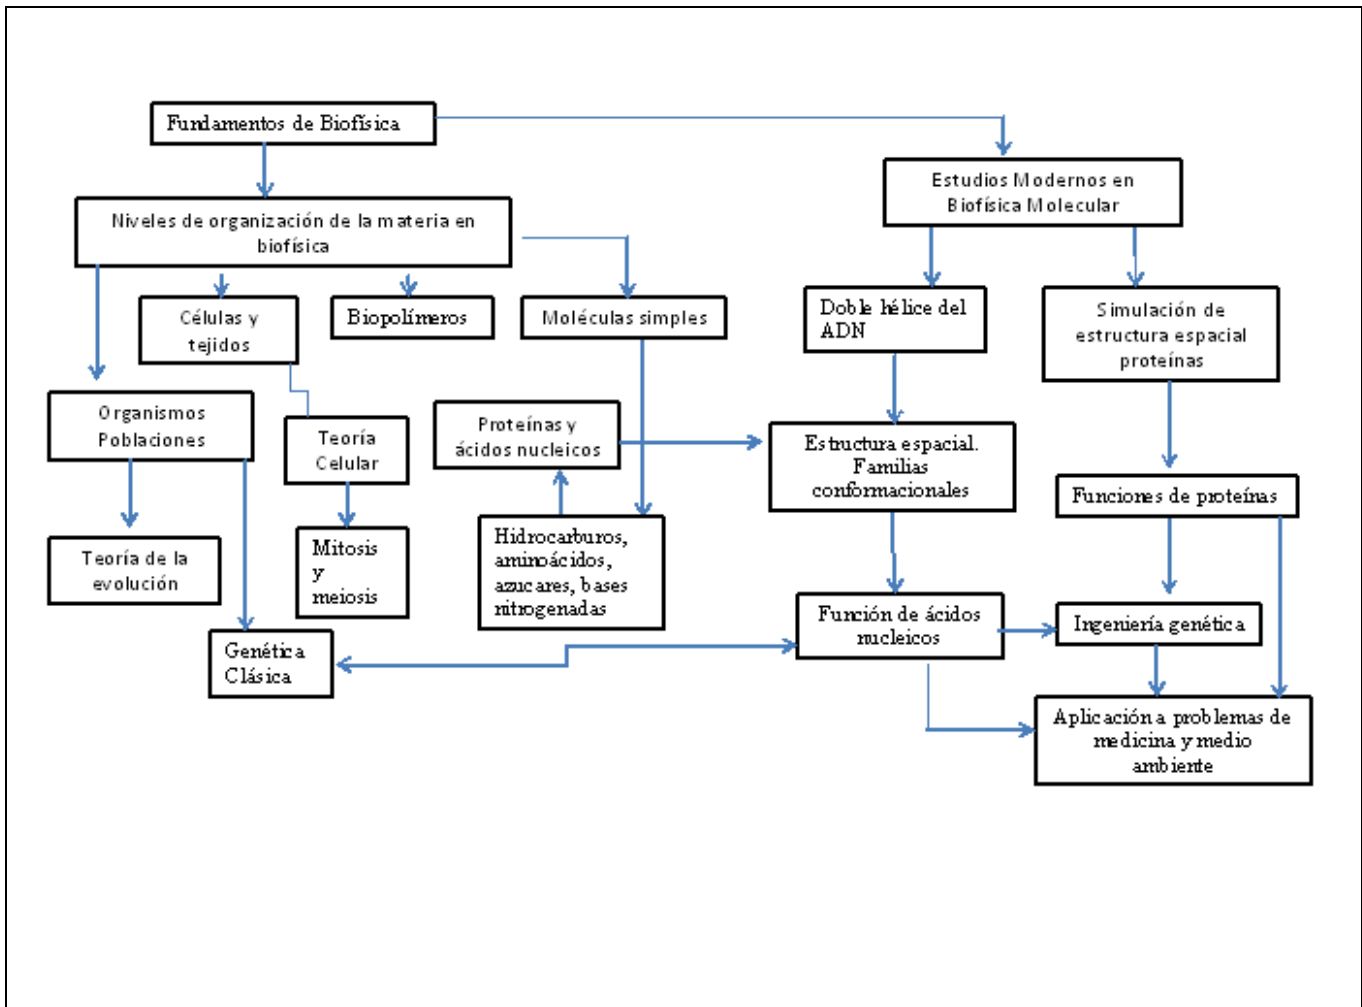 Fundamentos de Biofísica
Estudios Modernos en
Biofísica Molecular
Niveles de organización de la materia en
biofísica
Células y
tejidos
Biopolímeros
Moléculas simples
Doble hélice del
ADN
Simulación de
estructura espacial
proteínas
Organismos
Poblaciones
Teoría
Celular
Proteínas y
ácidos nucleicos
Estructura espacial.
Familias
conformacionales
Funciones de proteínas
Teoría de la
evolución
Mitosis
y
meiosis
Hidrocarburos,
aminoácidos,
azucares, bases
nitrogenadas
Función de ácidos
nucleicos
Ingeniería genética
Genética
Clásica
Aplicación a problemas de
medicina y medio
ambiente